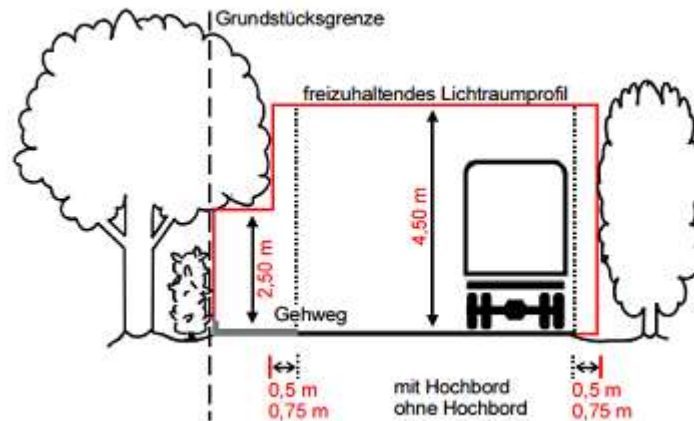 Grundstücksgrenze
freizuhaltendes Lichtraumprofil
4,50 m
2,50 m
Gehweg
0,5 m mit Hochbord 0,5 m
0,75 m ohne Hochbord 0,75 m